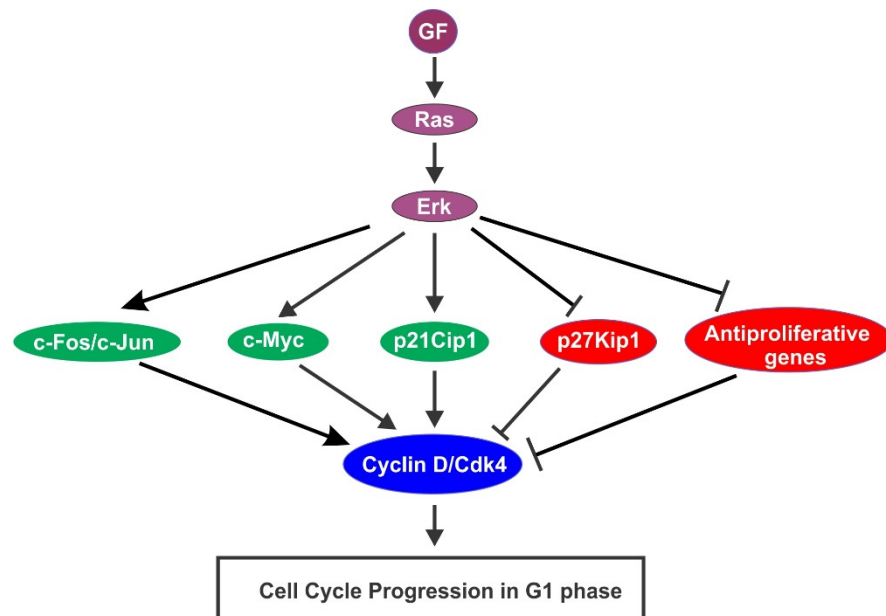 GF
Ras
Erk
c-Fos/c-Jun
c-Myc
p21Cip1
p27Kip1
Antiproliferative
genes
Cyclin D/Cdk4
Cell Cycle Progression in G1 phase